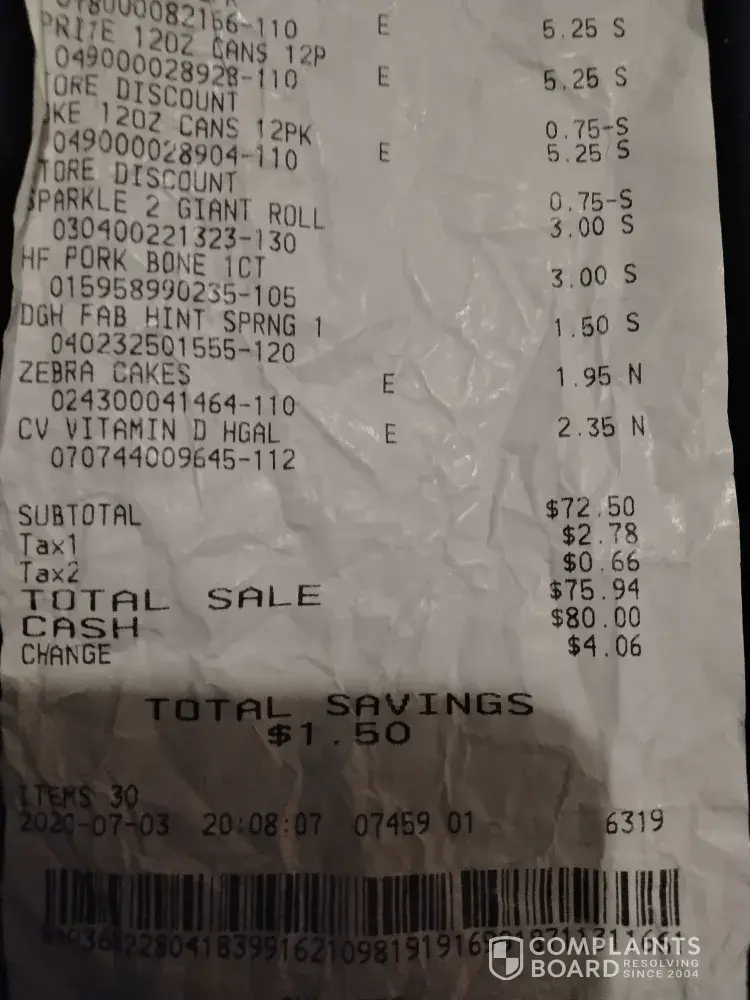 078000082166-110 E 5.25 S
PRITE 12OZ CANS 12P
049000028928-110 E 5.25 S
ORE DISCOUNT 0.75-S
KE 12OZ CANS 12PK
049000028904-110 E 5.25 S
TORE DISCOUNT 0.75-S
SPARKLE 2 GIANT ROLL 3.00 S
030400221323-130
HF PORK BONE 1CT 3.00 S
015958990235-105
DGH FAB HINT SPRNG 1 1.50 S
040232501555-120
ZEBRA CAKES E 1.95 N
024300041464-110
CV VITAMIN D HGAL E 2.35 N
070744009645-112
SUBTOTAL $72.50
Tax1 $2.78
Tax2 $0.66
TOTAL SALE $75.94
CASH $80.00
CHANGE $4.06
TOTAL SAVINGS
$1.50
ITEMS 30
2020-07-03 20:08:07 07459 01 6319
COMPLAINTS
BOARD RESOLVING
SINCE 2004